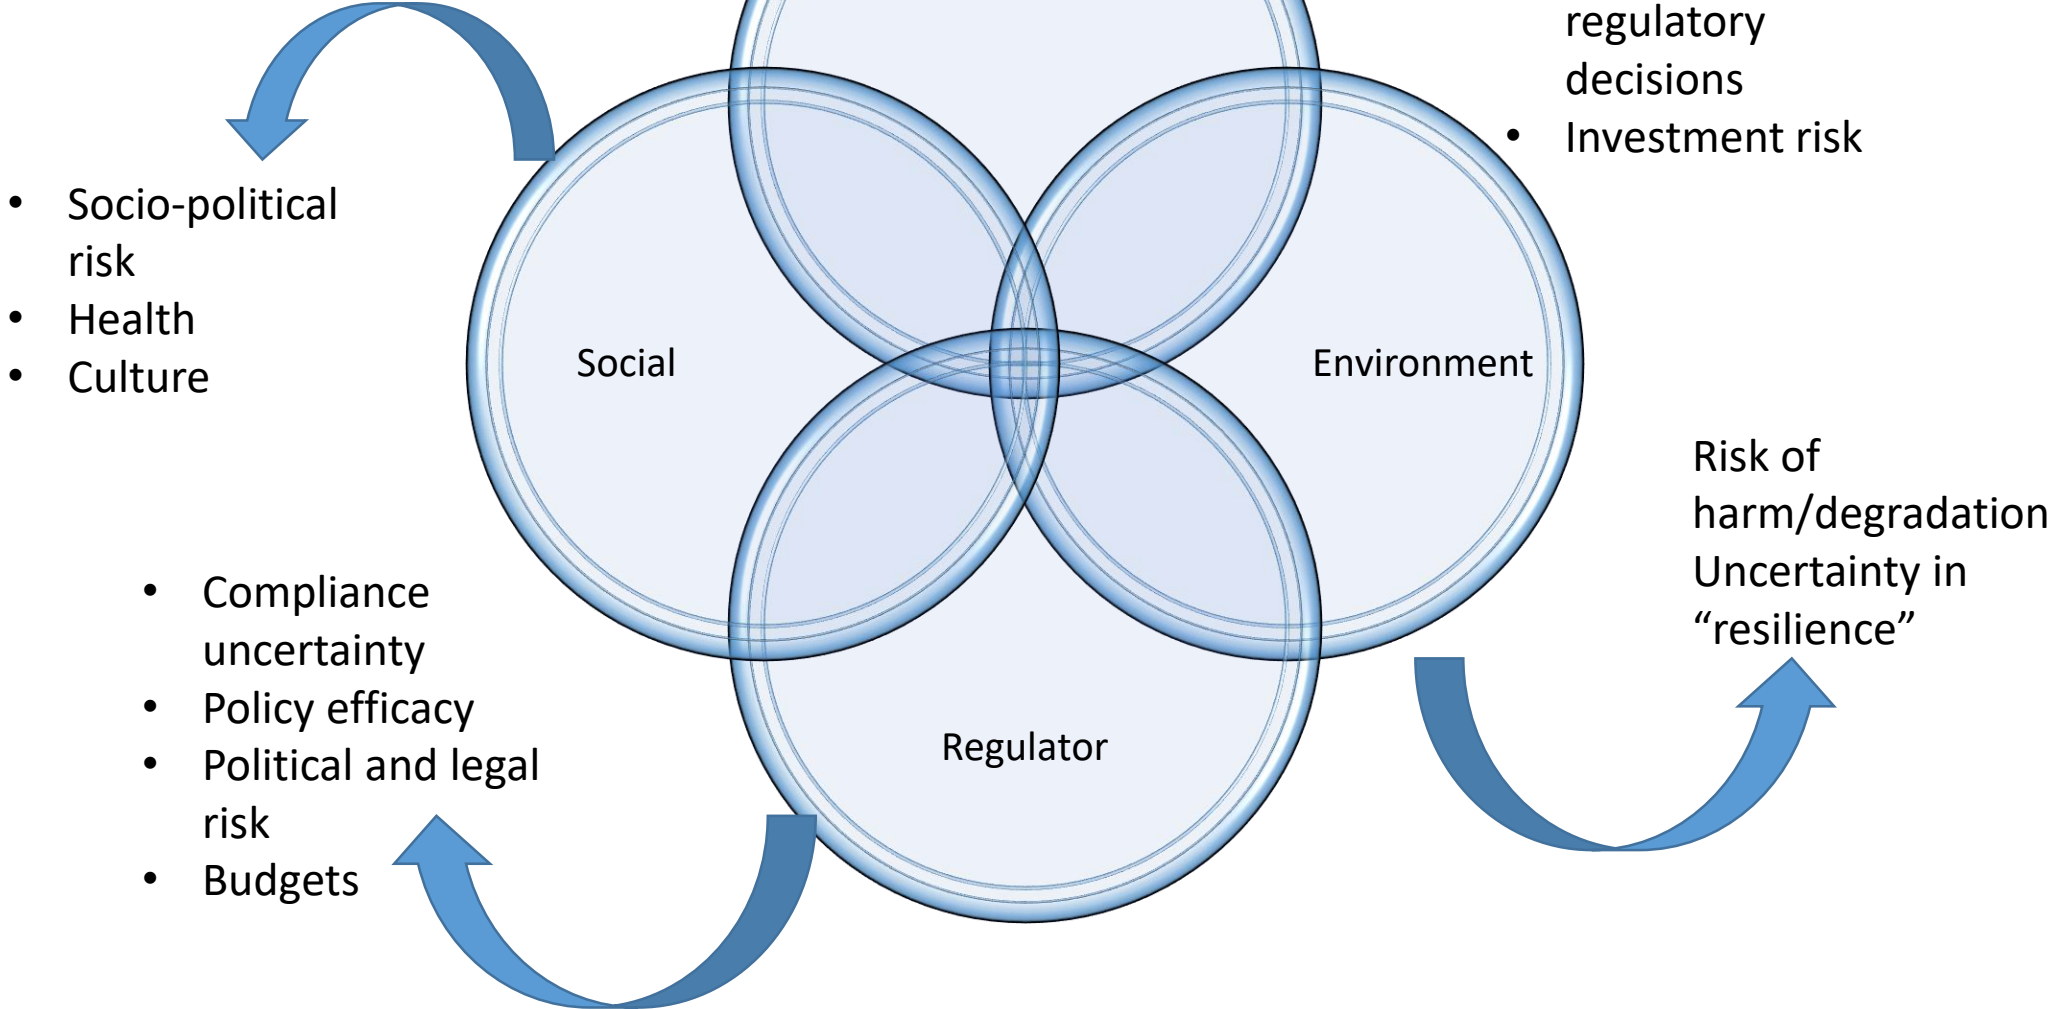 regulatory
decisions
• Investment risk
• Socio-political
risk
• Health
• Culture
Social
Environment
Risk of
harm/degradation
Uncertainty in
“resilience”
• Compliance
uncertainty
• Policy efficacy
• Political and legal
risk
• Budgets
Regulator